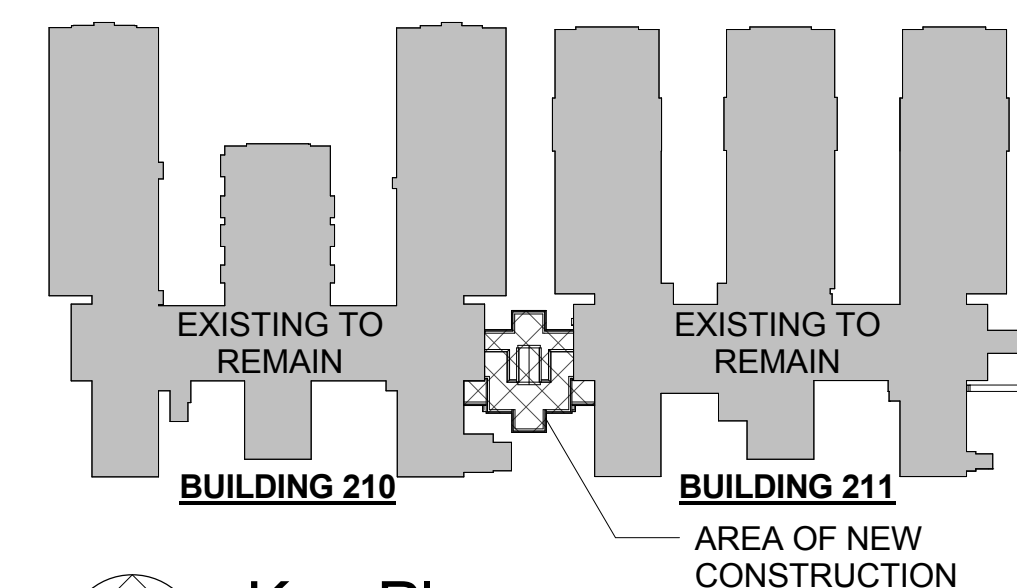 EXISTING TO
REMAIN
EXISTING TO
REMAIN
BUILDING 210
BUILDING 211
AREA OF NEW
CONSTRUCTION